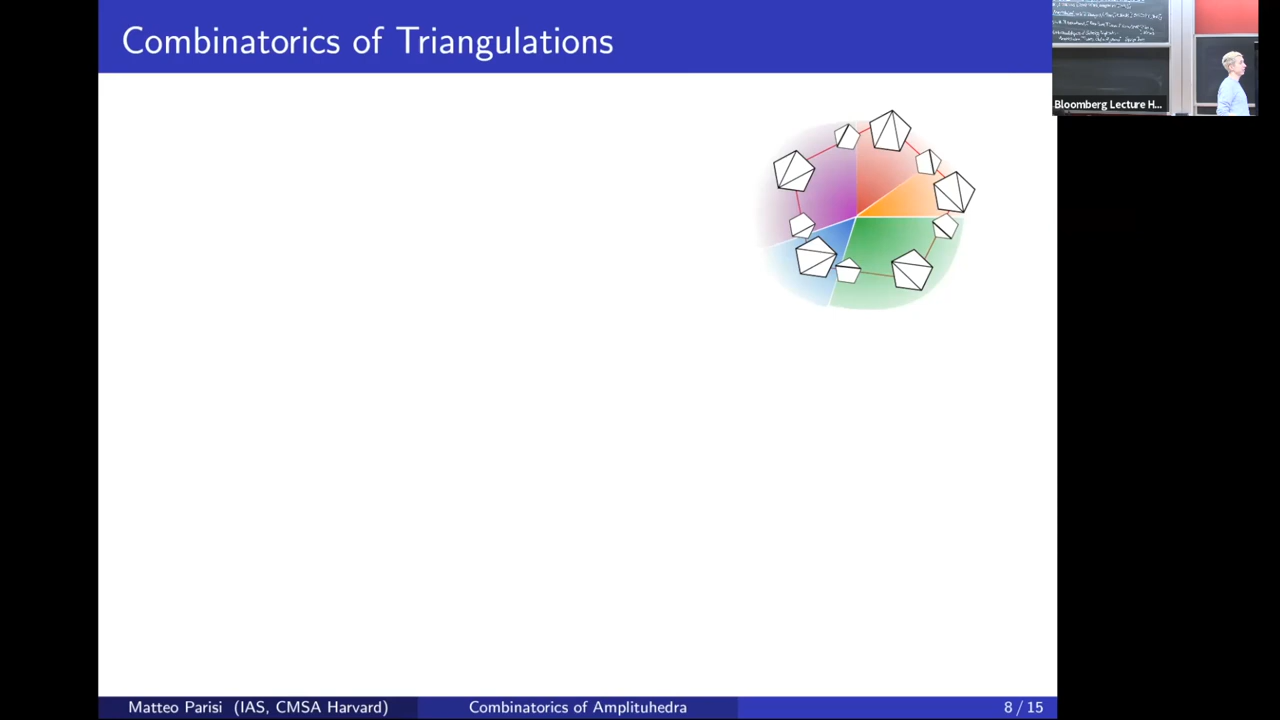 Combinatorics of Triangulations
Bloomberg Lecture H...
Matteo Parisi (IAS, CMSA Harvard)
Combinatorics of Amplituhedra
8 / 15